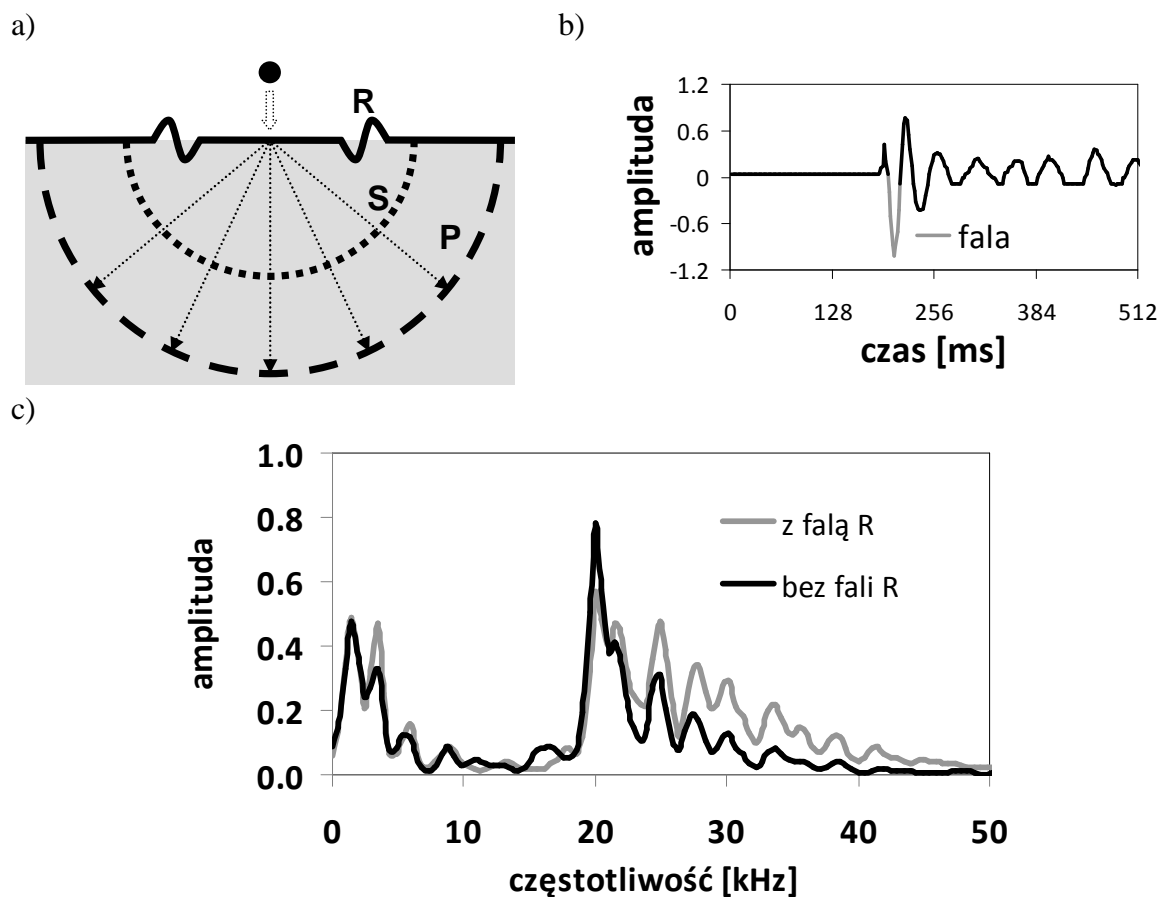 a)
R
S
P
b)
1.2
0.6
0
-0.6
-1.2
amplituda
fala
0 128 256 384 512
czas [ms]
c)
1.0
0.8
0.6
0.4
0.2
0.0
amplituda
z falą R
bez fali R
0 10 20 30 40 50
częstotliwość [kHz]